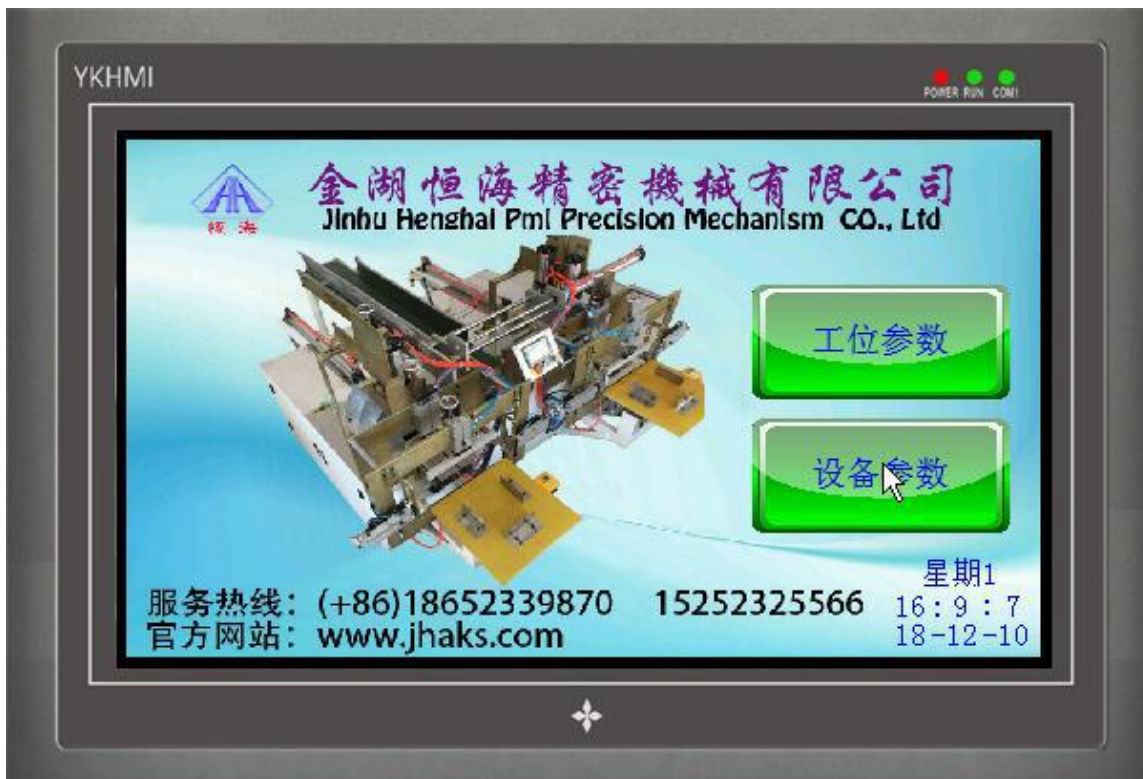 YKHMI
POWER RUN COM1
金湖恒海精密機械有限公司
Jinhu Henghai Pmi Precision Mechanism CO., Ltd
恒海
工位参数
设备参数
星期1
服务热线：(+86)18652339870 15252325566
16:9:7
官方网站：www.jhaks.com
18-12-10